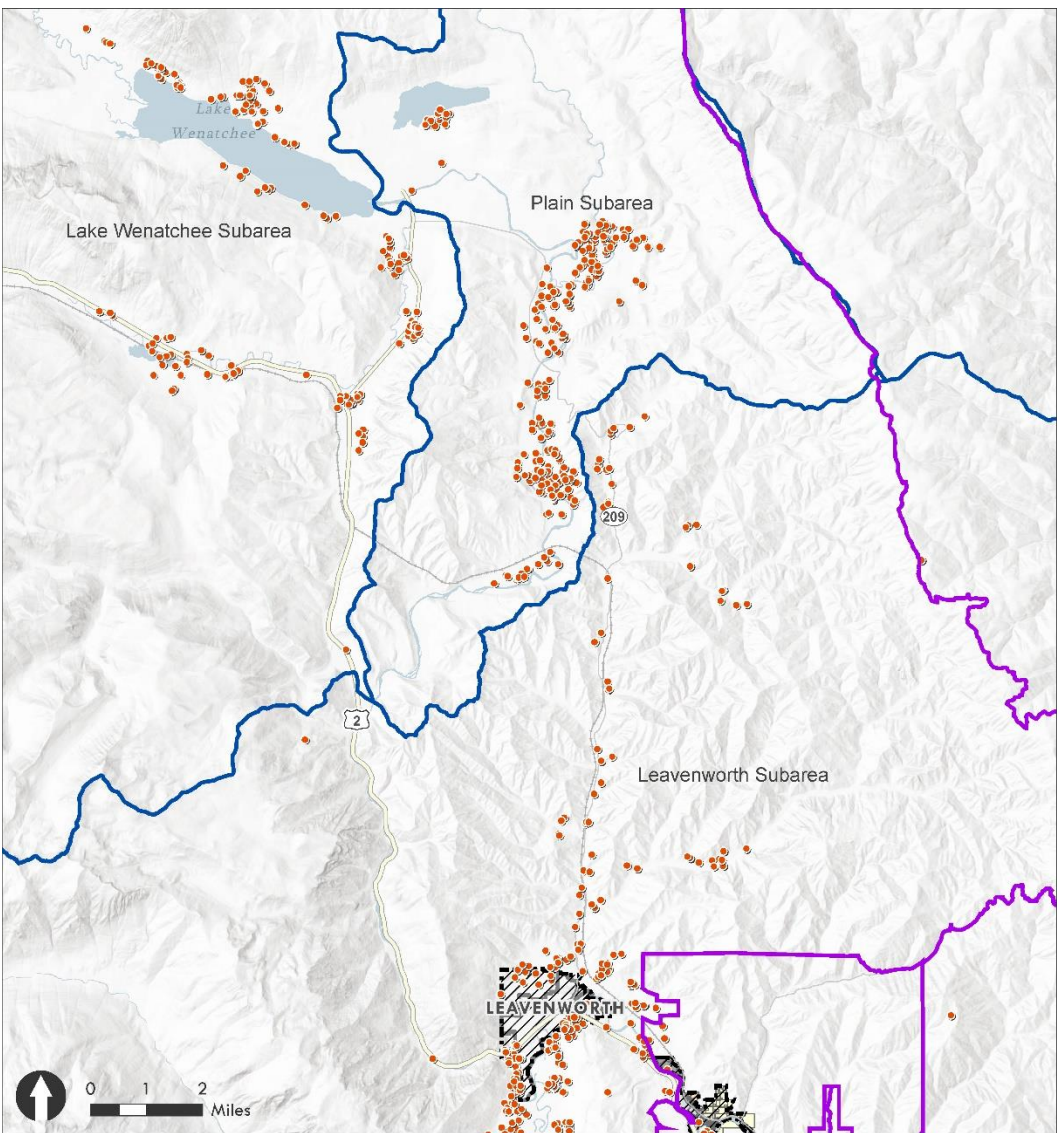 Lake
Wenatchee
Plain Subarea
Lake Wenatchee Subarea
209
2
Leavenworth Subarea
LEAVENWORTH
0 1 2
Miles